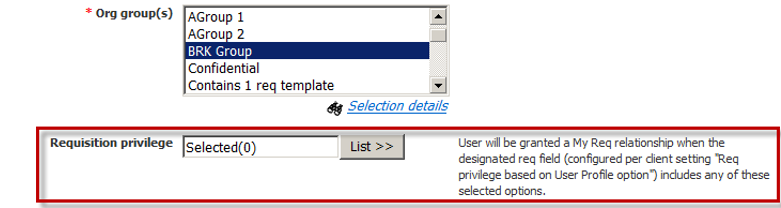 * Org group(s)
AGroup 1
AGroup 2
BRK Group
Confidential
Contains 1 req template
Selection details
Requisition privilege
Selected(0)
List >>
User will be granted a My Req relationship when the
designated req field (configured per client setting "Req
privilege based on User Profile option") includes any of these
selected options.